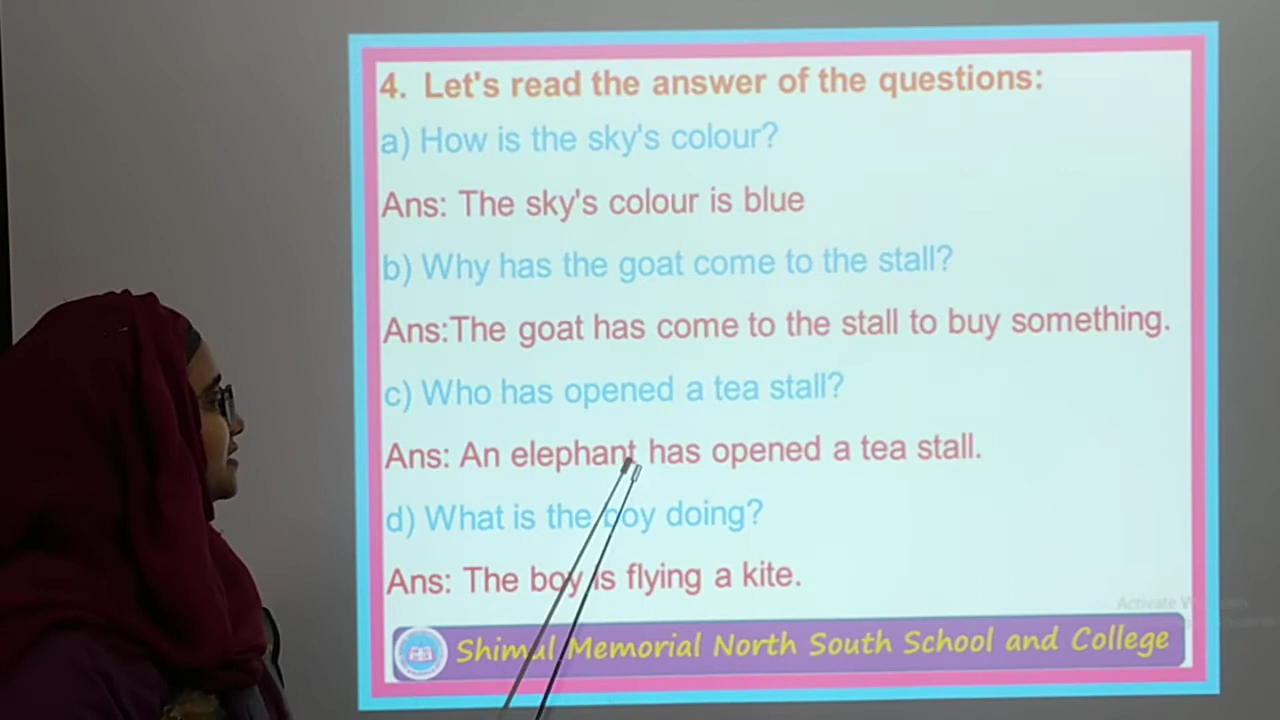 4. Let's read the answer of the questions:
a) How is the sky's colour?
Ans: The sky's colour is blue
b) Why has the goat come to the stall?
Ans:The goat has come to the stall to buy something.
c) Who has opened a tea stall?
Ans: An elephant has opened a tea stall.
d) What is the boy doing?
Ans: The boy is flying a kite.
Activate
Shimul Memorial North South School and College